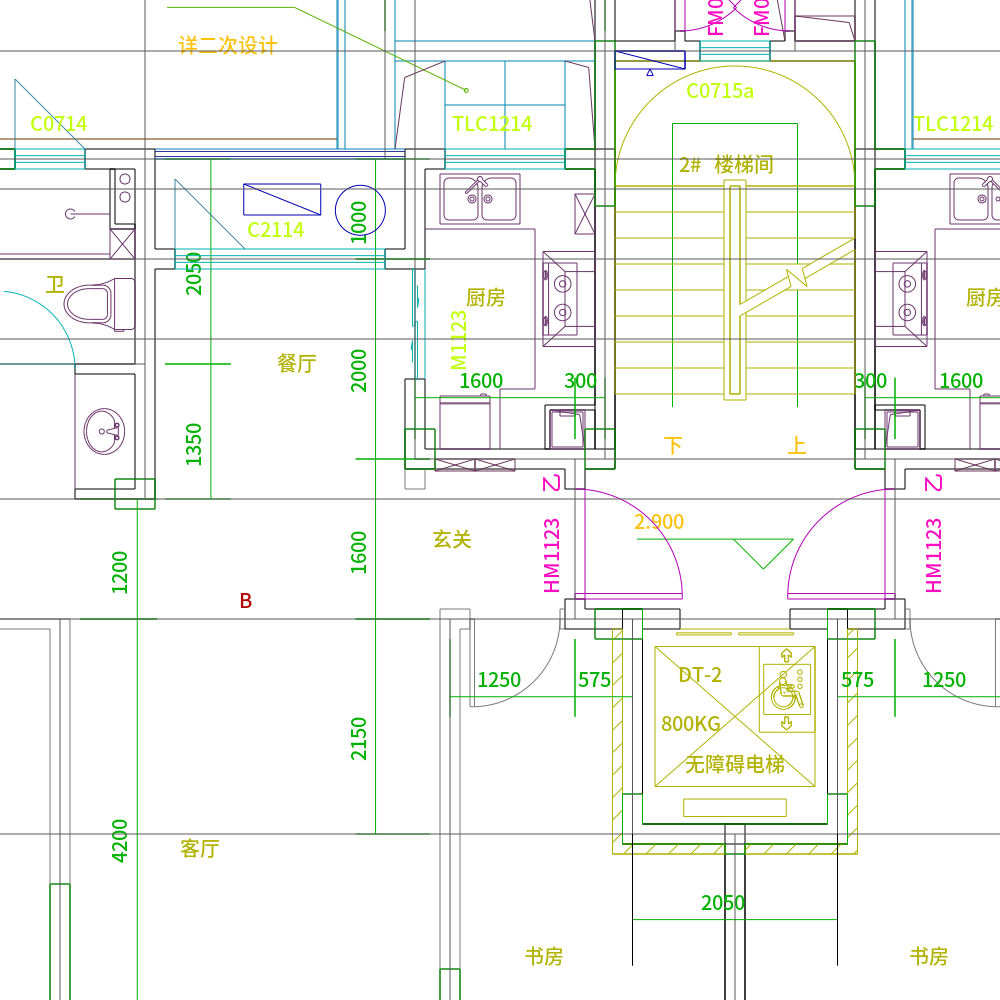 FM0
FM0
详二次设计
C0715a
C0714
TLC1214
TLC1214
2# 楼梯间
C2114
1000
2050
卫
厨房
厨房
M1123
餐厅
2000
1600
300
300
1600
1350
下
上
乙
乙
2.900
HM1123
HM1123
玄关
1600
1200
B
1250
575
DT-2
575
1250
800KG
2150
无障碍电梯
4200
客厅
2050
书房
书房